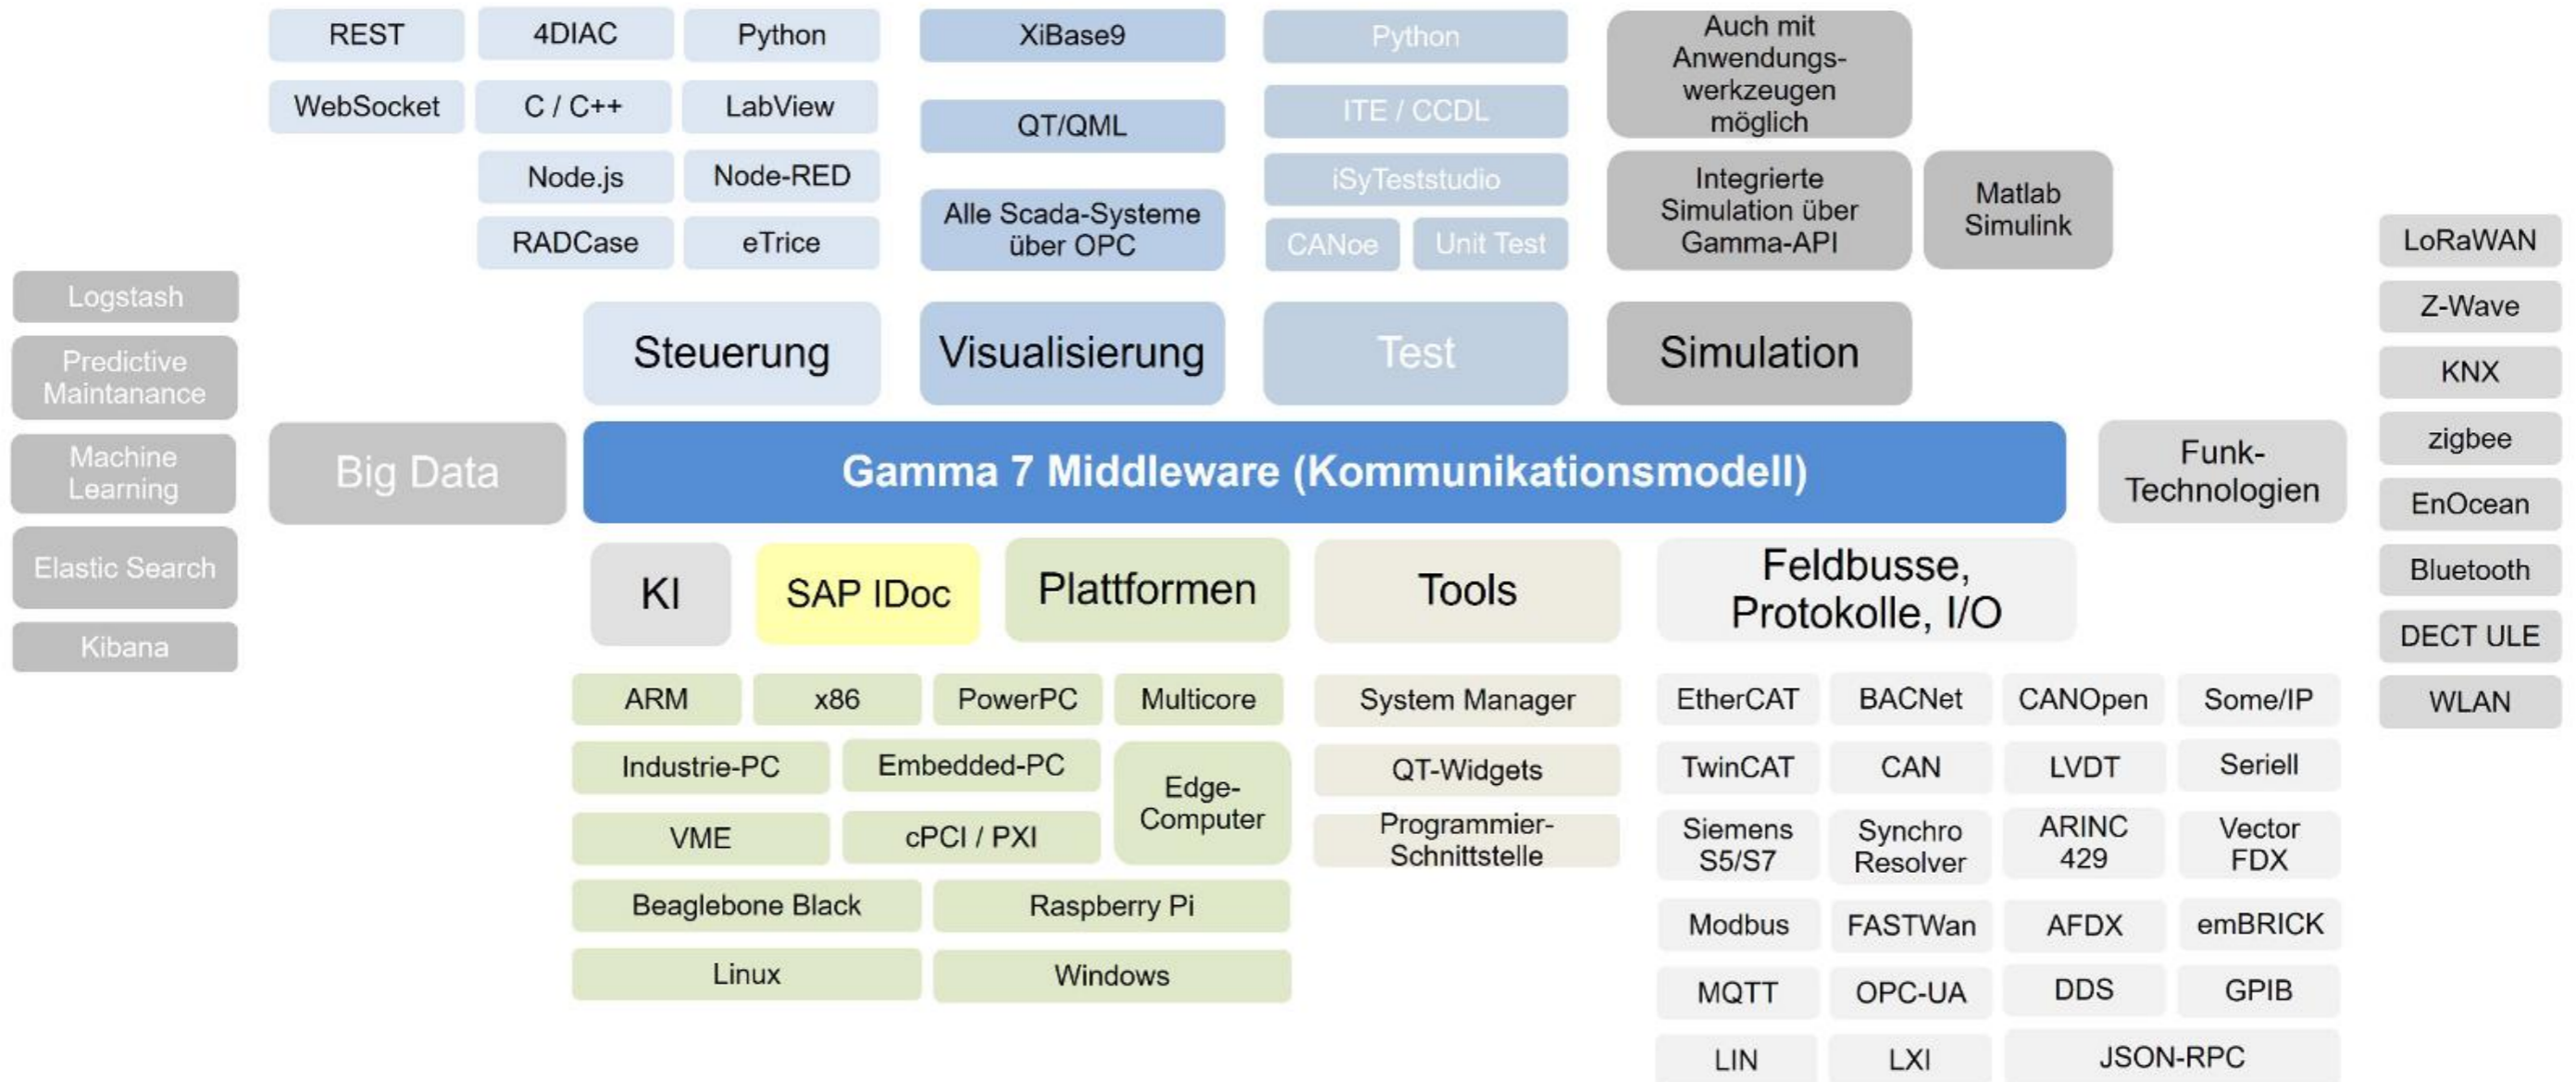 REST
4DIAC
Python
XiBase9
Python
Auch mit
Anwendungs-
werkzeugen
möglich
WebSocket
C / C++
LabView
QT/QML
ITE / CCDL
Node.js
Node-RED
iSyTeststudio
Integrierte
Simulation über
Gamma-API
Matlab
Simulink
Alle Scada-Systeme
über OPC
RADCase
eTrice
CANoe
Unit Test
LoRaWAN
Z-Wave
KNX
zigbee
EnOcean
Bluetooth
DECT ULE
WLAN
Logstash
Predictive
Maintanance
Machine
Learning
Elastic Search
Kibana
Steuerung
Visualisierung
Test
Simulation
Big Data
Gamma 7 Middleware (Kommunikationsmodell)
Funk-
Technologien
KI
SAP IDoc
Plattformen
Tools
Feldbusse,
Protokolle, I/O
ARM
x86
PowerPC
Multicore
Industrie-PC
Embedded-PC
Edge-
Computer
VME
cPCI / PXI
Beaglebone Black
Raspberry Pi
Linux
Windows
System Manager
QT-Widgets
Programmier-
Schnittstelle
EtherCAT
BACNet
CANOpen
Some/IP
TwinCAT
CAN
LVDT
Seriell
Siemens
S5/S7
Synchro
Resolver
ARINC
429
Vector
FDX
Modbus
FASTWan
AFDX
emBRICK
MQTT
OPC-UA
DDS
GPIB
LIN
LXI
JSON-RPC